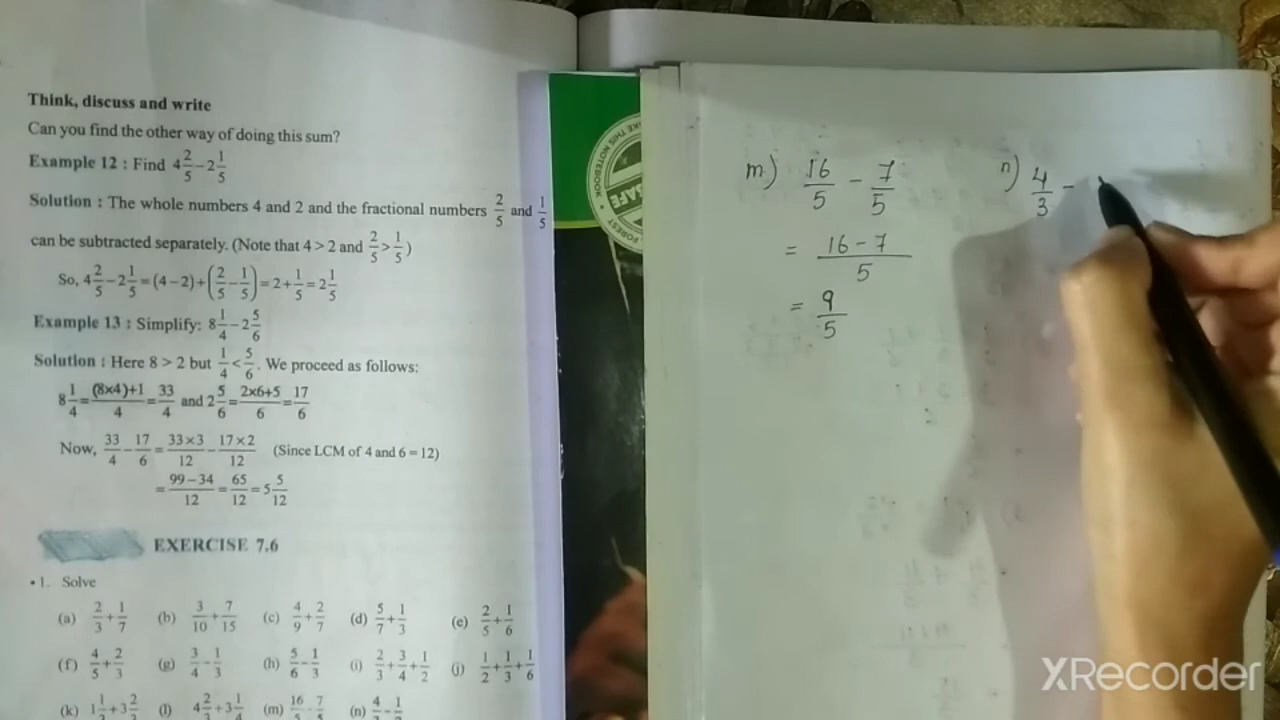 Think, discuss and write
Can you find the other way of doing this sum?
Example 12 : Find 4 2/5 - 2 1/5
Solution : The whole numbers 4 and 2 and the fractional numbers 2/5 and 1/5
can be subtracted separately. (Note that 4 > 2 and 2/5 > 1/5)
So, 4 2/5 - 2 1/5 = (4 - 2) + (2/5 - 1/5) = 2 + 1/5 = 2 1/5
Example 13 : Simplify: 8 1/4 - 2 5/6
Solution : Here 8 > 2 but 1/4 < 5/6. We proceed as follows:
8 1/4 = (8×4)+1/4 = 33/4 and 2 5/6 = 2×6+5/6 = 17/6
Now, 33/4 - 17/6 = 33×3/12 - 17×2/12 (Since LCM of 4 and 6 = 12)
= 99-34/12 = 65/12 = 5 5/12
EXERCISE 7.6
1. Solve
(a) 2/3 + 1/7 (b) 3/10 + 7/15 (c) 4/9 + 2/7 (d) 5/7 + 1/3 (e) 2/5 + 1/6
(f) 4/5 + 2/3 (g) 3/4 - 1/3 (h) 5/6 - 1/3 (i) 2/3 + 3/4 + 1/2 (j) 1/2 + 1/3 + 1/6
(k) (l) (m) (n)
m) 16/5 - 7/5
= 16-7/5
= 9/5
n) 4/3 -
XRecorder